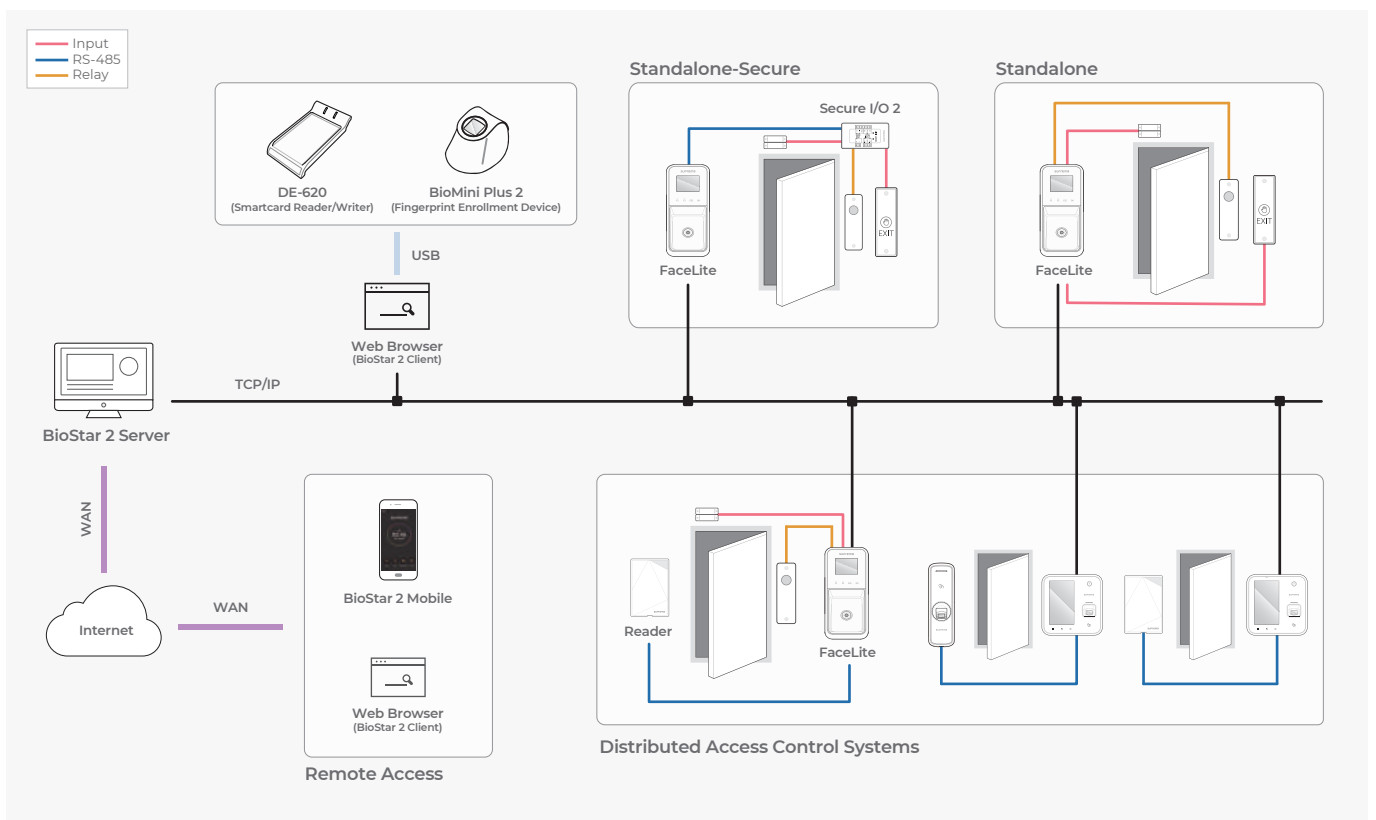 Input
RS-485
Relay
Standalone-Secure
Standalone
Secure I/O 2
DE-620
(Smartcard Reader/Writer)
BioMini Plus 2
(Fingerprint Enrollment Device)
EXIT
EXIT
FaceLite
FaceLite
USB
Web Browser
(BioStar 2 Client)
TCP/IP
BioStar 2 Server
WAN
Internet
WAN
BioStar 2 Mobile
Web Browser
(BioStar 2 Client)
Remote Access
Reader
FaceLite
Distributed Access Control Systems